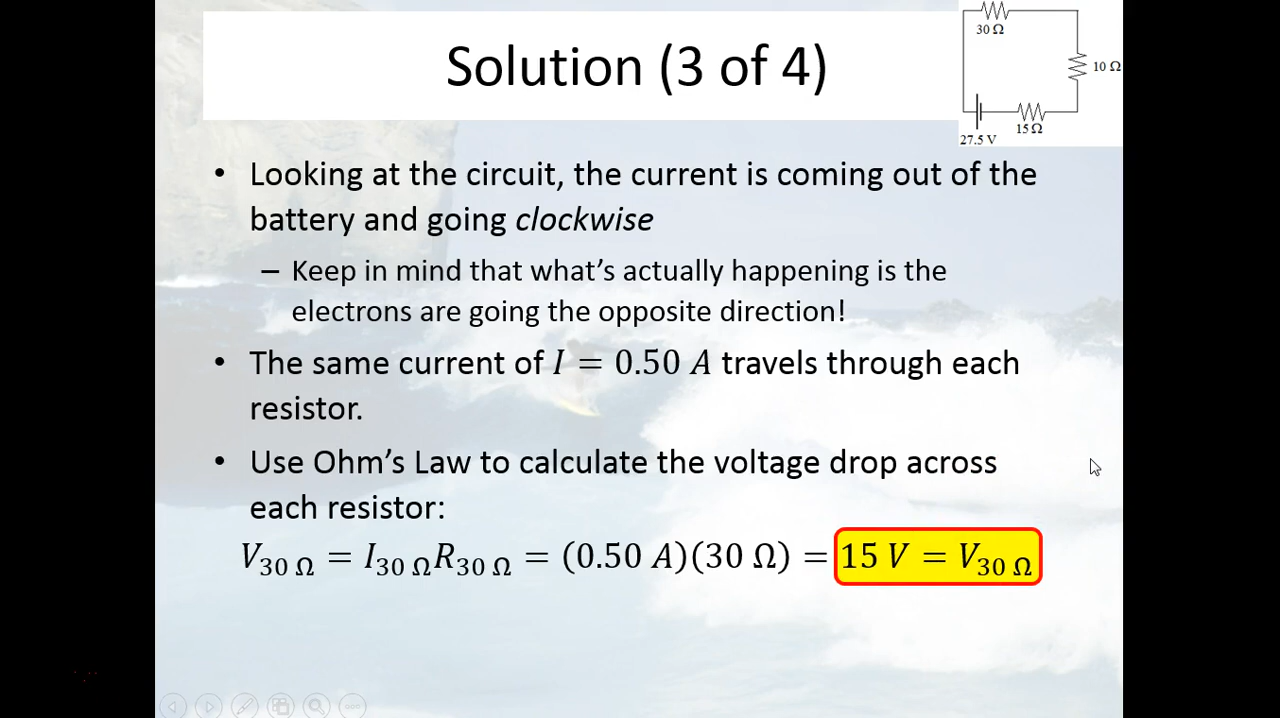 Solution (3 of 4)
30 Ω
10 Ω
15 Ω
27.5 V
• Looking at the circuit, the current is coming out of the
battery and going clockwise
– Keep in mind that what’s actually happening is the
electrons are going the opposite direction!
• The same current of I = 0.50 A travels through each
resistor.
• Use Ohm’s Law to calculate the voltage drop across
each resistor:
V₃₀ Ω = I₃₀ Ω R₃₀ Ω = (0.50 A)(30 Ω) = 15 V = V₃₀ Ω